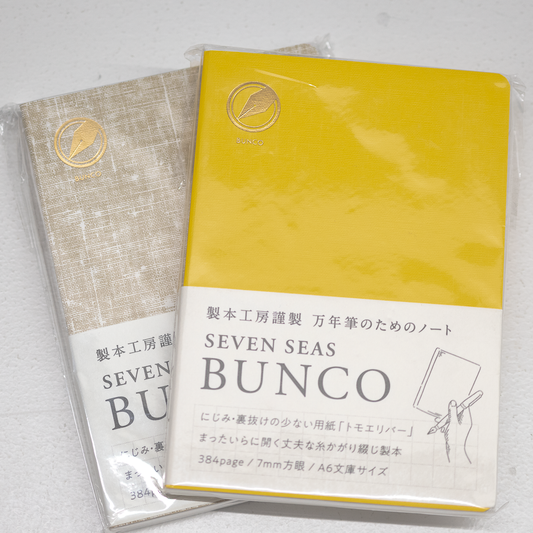 製本工房謹製 万年筆のためのノート
SEVEN SEAS
BUNCO
にじみ・裏抜けの少ない用紙「トモエリバー」
まったいらに開く丈夫な糸かがり綴じ製本
384page / 7mm方眼 / A6文庫サイズ
製本工房謹
SEVEN
BU
にじみ・裏
まったい
384p